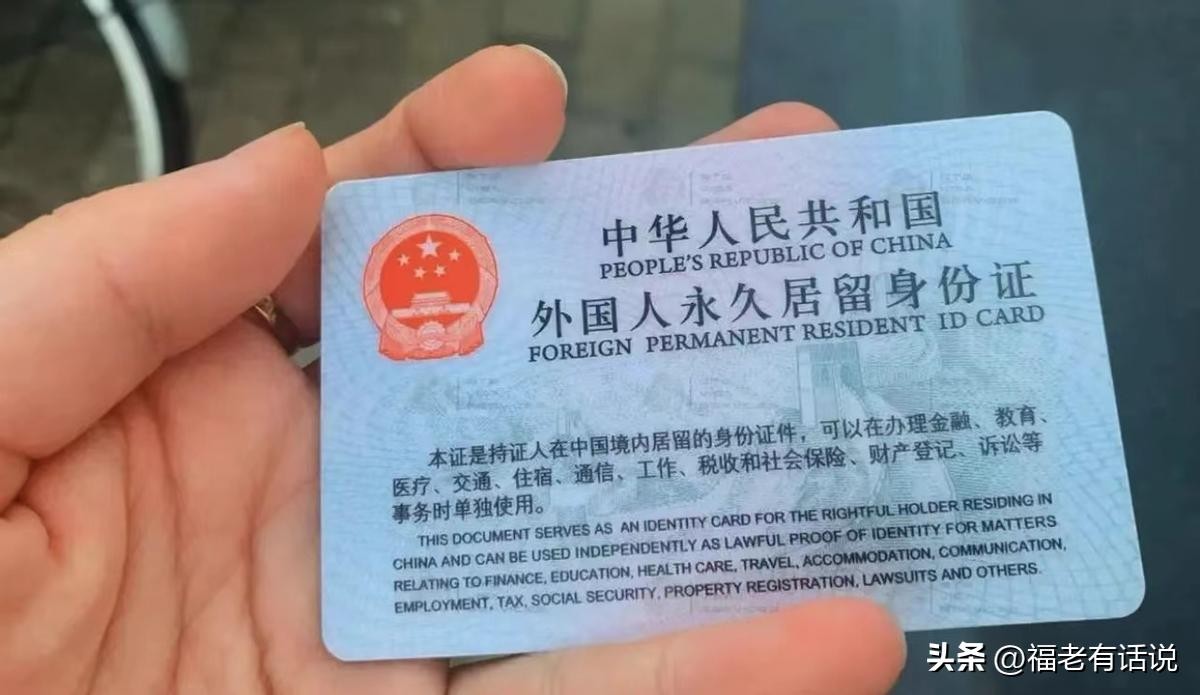 中华人民共和国
PEOPLE'S REPUBLIC OF CHINA
外国人永久居留身份证
FOREIGN PERMANENT RESIDENT ID CARD
本证是持证人在中国境内居留的身份证件，可以在办理金融、教育、
医疗、交通、住宿、通信、工作、税收和社会保险、财产登记、诉讼等
事务时单独使用。
THIS DOCUMENT SERVES AS AN IDENTITY CARD FOR THE RIGHTFUL HOLDER RESIDING IN
CHINA AND CAN BE USED INDEPENDENTLY AS LAWFUL PROOF OF IDENTITY FOR MATTERS
RELATING TO FINANCE, EDUCATION, HEALTH CARE, TRAVEL, ACCOMMODATION, COMMUNICATION,
EMPLOYMENT, TAX, SOCIAL SECURITY, PROPERTY REGISTRATION, LAWSUITS AND OTHERS.
头条 @福老有话说